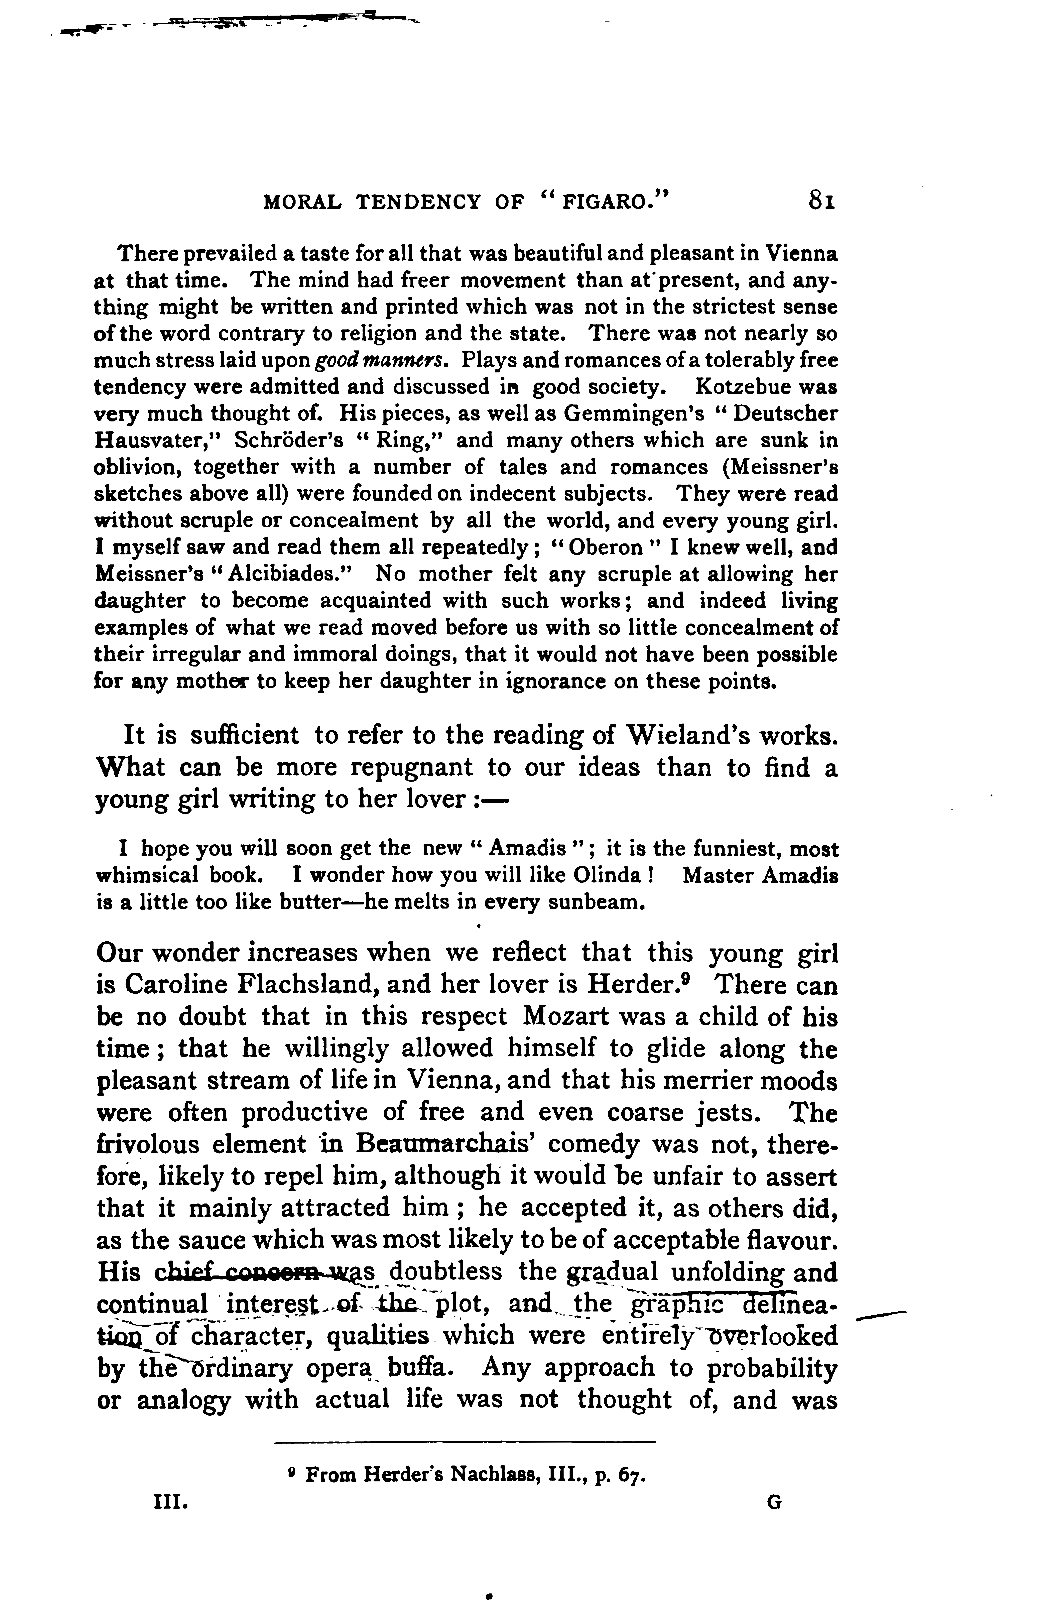 MORAL TENDENCY OF "FIGARO." 81
There prevailed a taste for all that was beautiful and pleasant in Vienna
at that time. The mind had freer movement than at present, and any-
thing might be written and printed which was not in the strictest sense
of the word contrary to religion and the state. There was not nearly so
much stress laid upon good manners. Plays and romances of a tolerably free
tendency were admitted and discussed in good society. Kotzebue was
very much thought of. His pieces, as well as Gemmingen's "Deutscher
Hausvater," Schröder's "Ring," and many others which are sunk in
oblivion, together with a number of tales and romances (Meissner's
sketches above all) were founded on indecent subjects. They were read
without scruple or concealment by all the world, and every young girl.
I myself saw and read them all repeatedly; "Oberon" I knew well, and
Meissner's "Alcibiades." No mother felt any scruple at allowing her
daughter to become acquainted with such works; and indeed living
examples of what we read moved before us with so little concealment of
their irregular and immoral doings, that it would not have been possible
for any mother to keep her daughter in ignorance on these points.
It is sufficient to refer to the reading of Wieland's works.
What can be more repugnant to our ideas than to find a
young girl writing to her lover:—
I hope you will soon get the new "Amadis"; it is the funniest, most
whimsical book. I wonder how you will like Olinda! Master Amadis
is a little too like butter—he melts in every sunbeam.
Our wonder increases when we reflect that this young girl
is Caroline Flachsland, and her lover is Herder.⁹ There can
be no doubt that in this respect Mozart was a child of his
time; that he willingly allowed himself to glide along the
pleasant stream of life in Vienna, and that his merrier moods
were often productive of free and even coarse jests. The
frivolous element in Beaumarchais' comedy was not, there-
fore, likely to repel him, although it would be unfair to assert
that it mainly attracted him; he accepted it, as others did,
as the sauce which was most likely to be of acceptable flavour.
His chief concern was doubtless the gradual unfolding and
continual interest of the plot, and the graphic delinea-
tion of character, qualities which were entirely overlooked
by the ordinary opera buffa. Any approach to probability
or analogy with actual life was not thought of, and was
⁹ From Herder's Nachlass, III., p. 67.
III. G